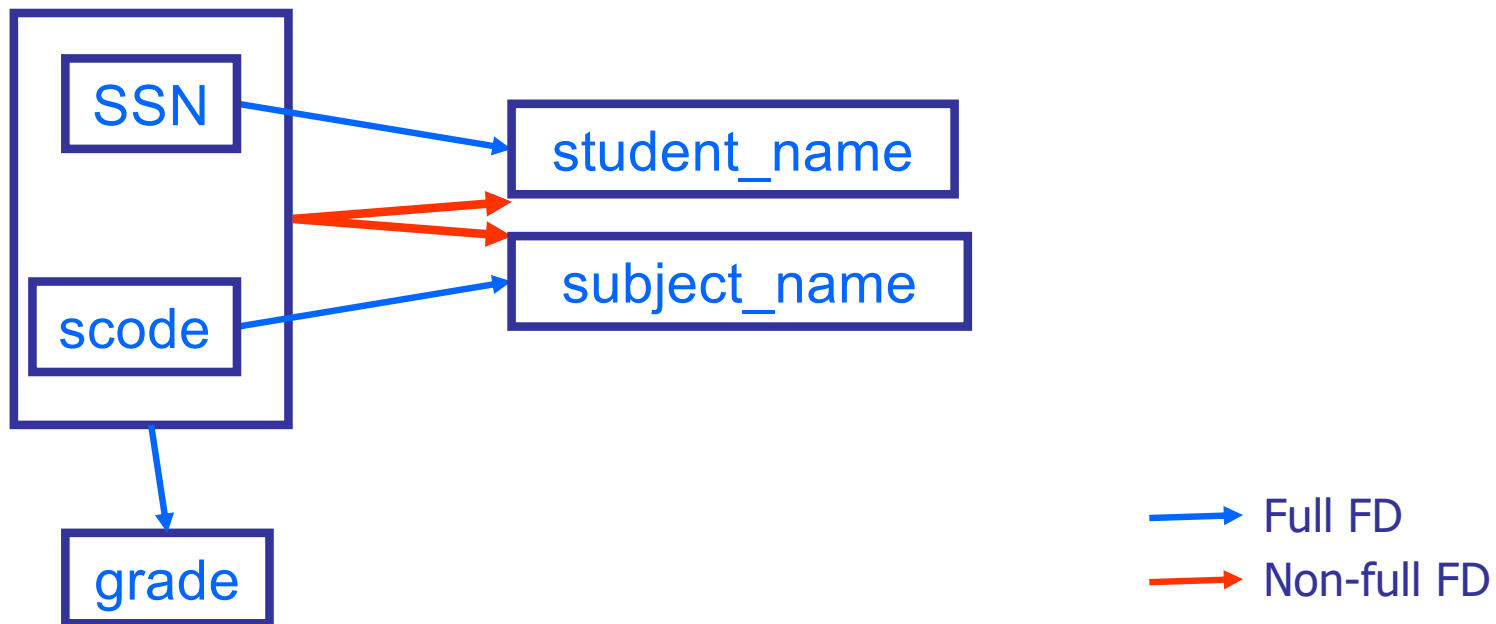 SSN
student_name
subject_name
scode
grade
Full FD
Non-full FD